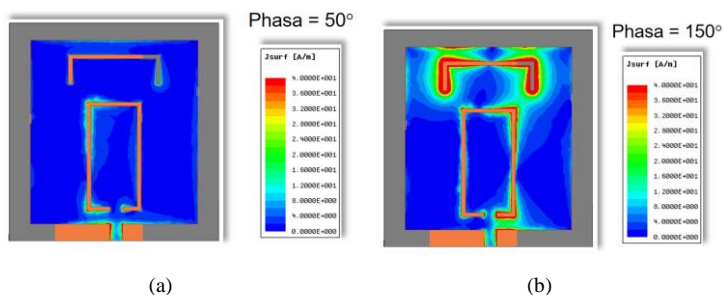 Phasa = 50°
Jsurf [A/m]
4.0000E+001
3.6000E+001
3.2000E+001
2.8000E+001
2.4000E+001
2.0000E+001
1.6000E+001
1.2000E+001
8.0000E+000
4.0000E+000
0.0000E+000
(a)
Phasa = 150°
Jsurf [A/m]
4.0000E+001
3.6000E+001
3.2000E+001
2.8000E+001
2.4000E+001
2.0000E+001
1.6000E+001
1.2000E+001
8.0000E+000
4.0000E+000
0.0000E+000
(b)